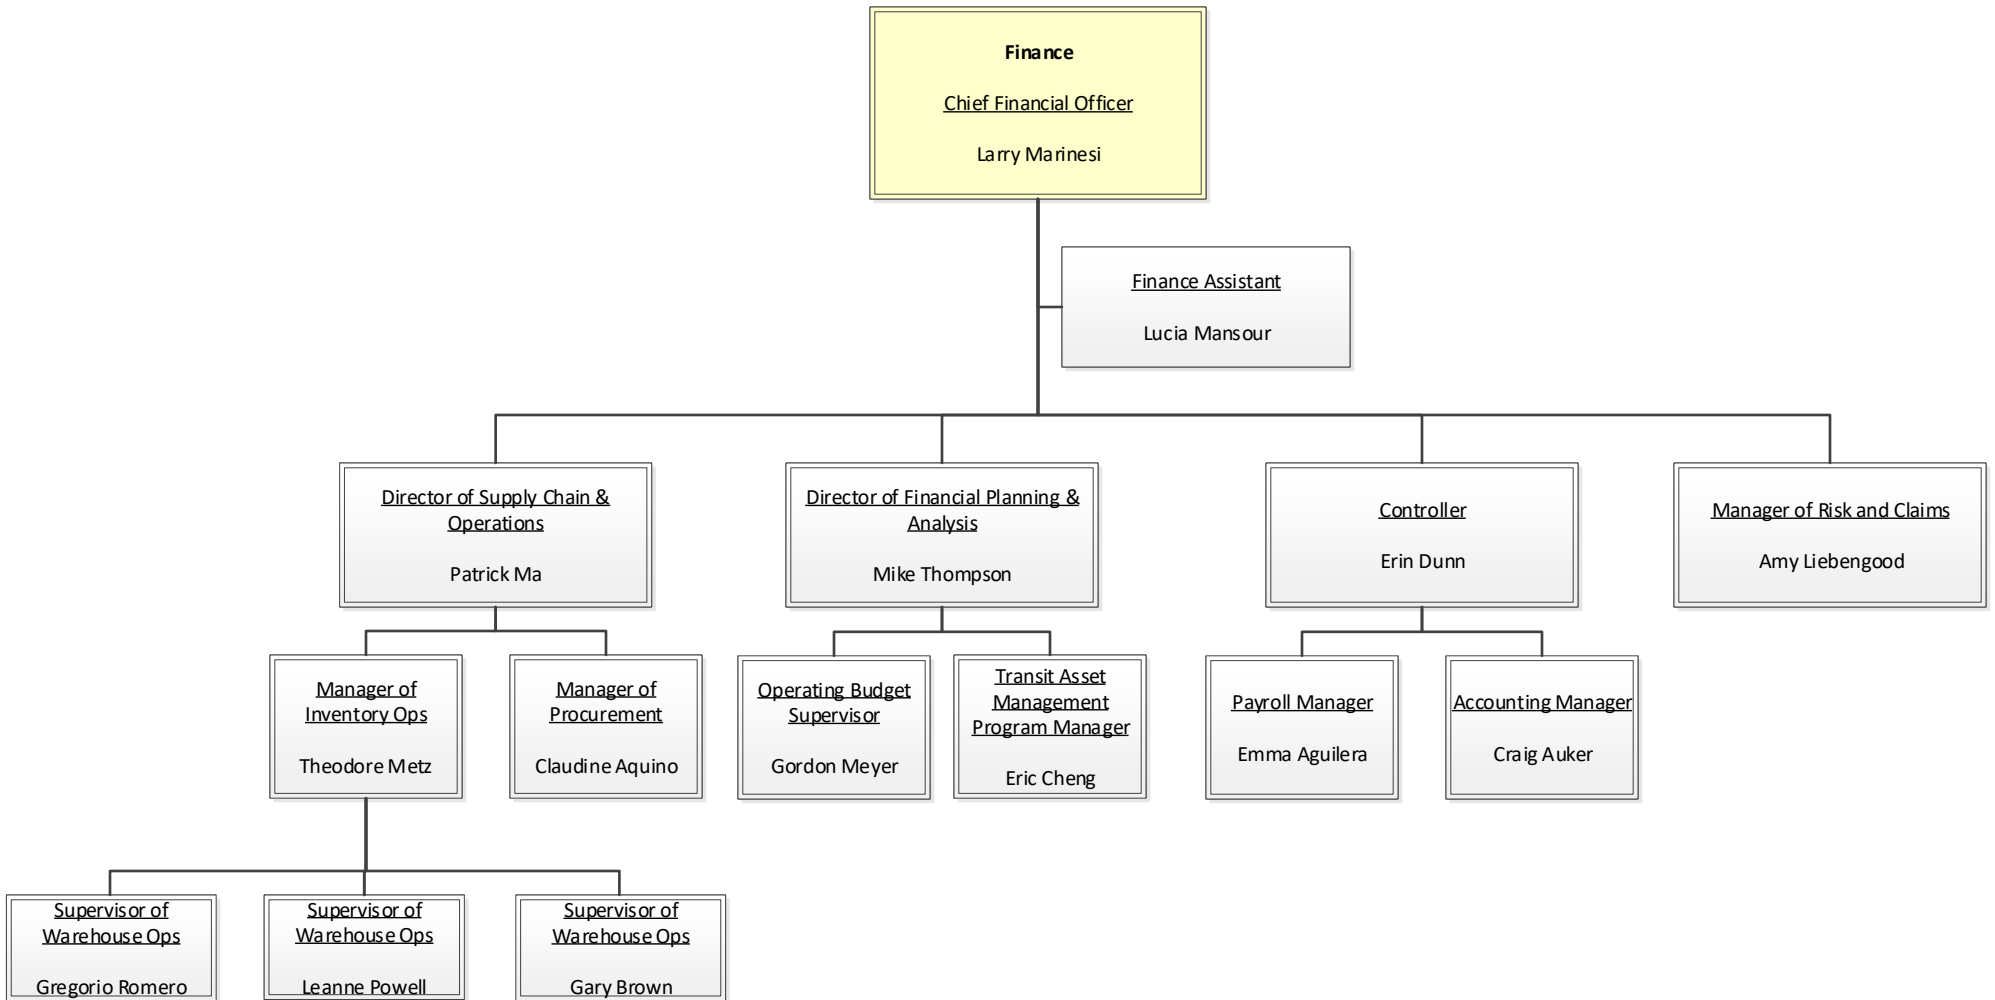 Finance
Chief Financial Officer
Larry Marinesi
Finance Assistant
Lucia Mansour
Director of Supply Chain &
Operations
Patrick Ma
Director of Financial Planning &
Analysis
Mike Thompson
Controller
Erin Dunn
Manager of Risk and Claims
Amy Liebengood
Manager of
Inventory Ops
Theodore Metz
Manager of
Procurement
Claudine Aquino
Operating Budget
Supervisor
Gordon Meyer
Transit Asset
Management
Program Manager
Eric Cheng
Payroll Manager
Emma Aguilera
Accounting Manager
Craig Auker
Supervisor of
Warehouse Ops
Gregorio Romero
Supervisor of
Warehouse Ops
Leanne Powell
Supervisor of
Warehouse Ops
Gary Brown